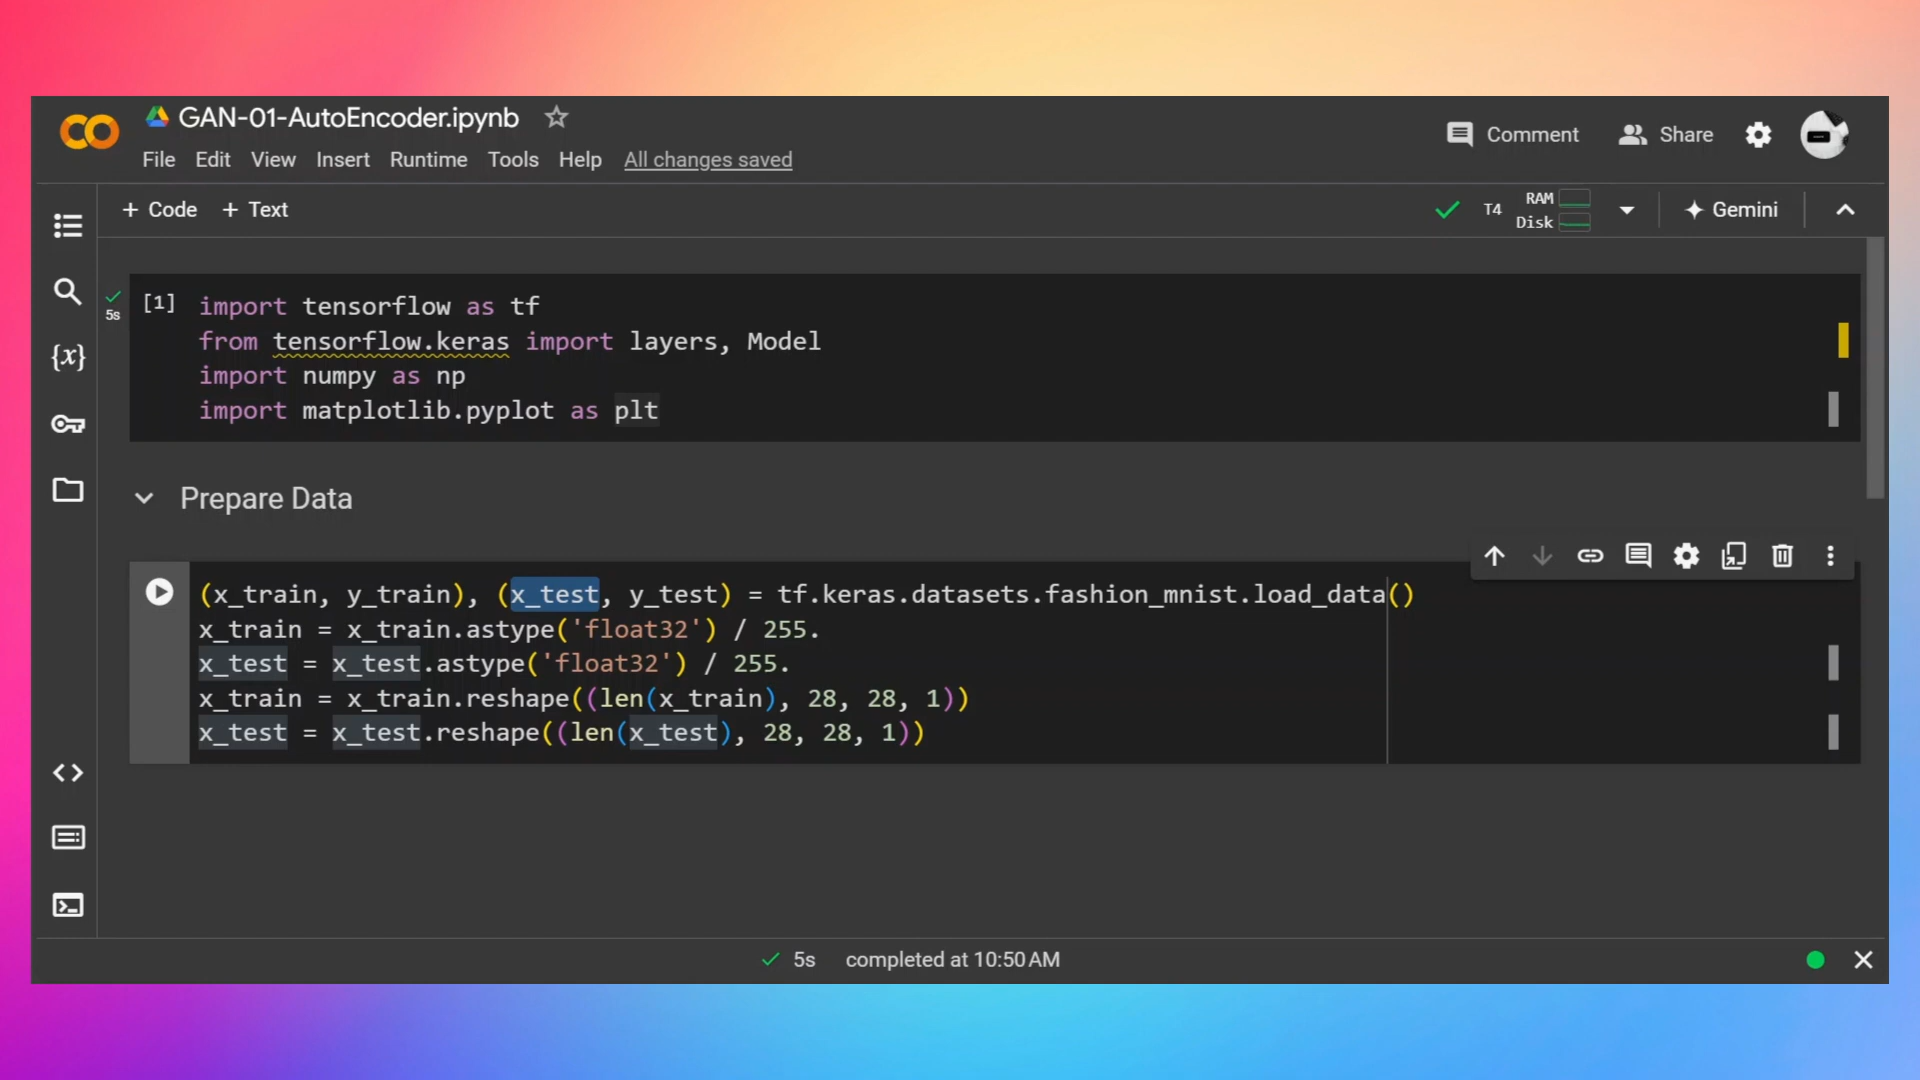 GAN-01-AutoEncoder.ipynb
Comment
Share
File Edit View Insert Runtime Tools Help All changes saved
+ Code + Text
T4
RAM
Disk
Gemini
5s
[1]
import tensorflow as tf
from tensorflow.keras import layers, Model
import numpy as np
import matplotlib.pyplot as plt
Prepare Data
(x_train, y_train), (x_test, y_test) = tf.keras.datasets.fashion_mnist.load_data()
x_train = x_train.astype('float32') / 255.
x_test = x_test.astype('float32') / 255.
x_train = x_train.reshape((len(x_train), 28, 28, 1))
x_test = x_test.reshape((len(x_test), 28, 28, 1))
5s completed at 10:50 AM